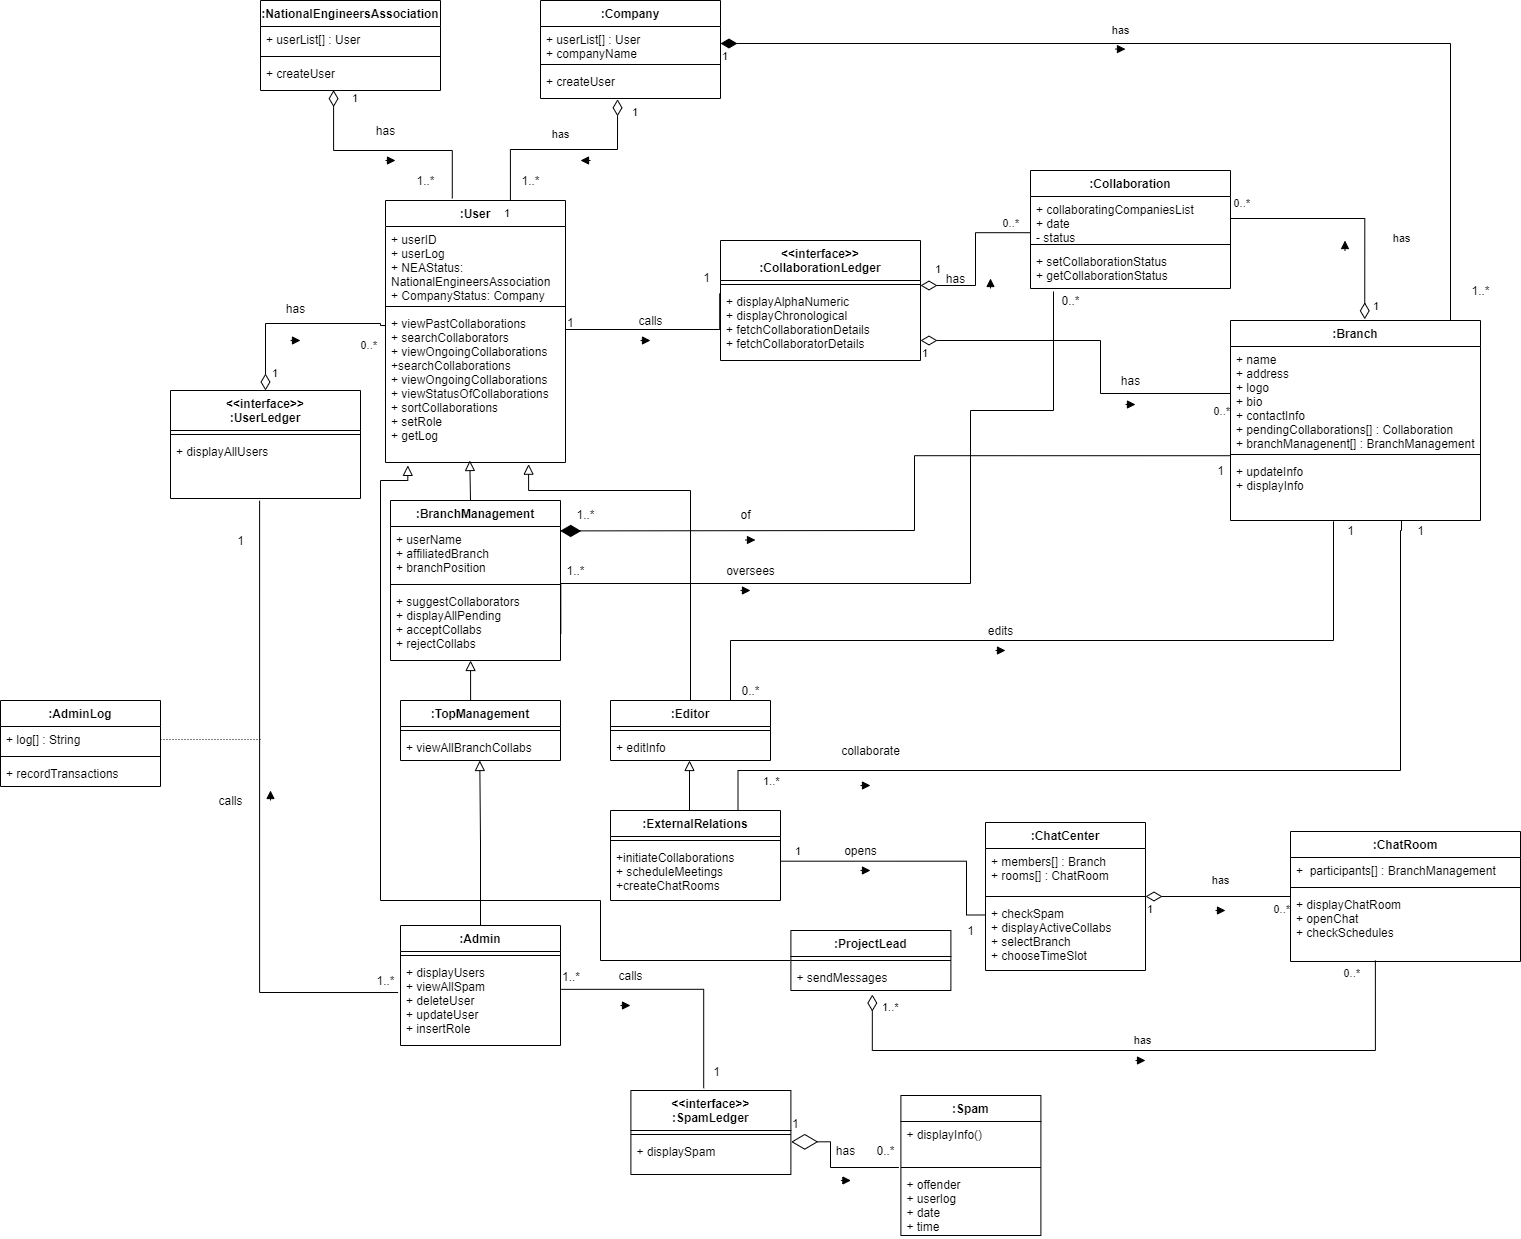 :NationalEngineersAssociation
+ userList[] : User
+ createUser
:Company
+ userList[] : User
+ companyName
+ createUser
1
has
1
has
1
has
1..*
1..*
:User
1
+ userID
+ userLog
+ NEAStatus:
NationalEngineersAssociation
+ CompanyStatus: Company
+ viewPastCollaborations
+ searchCollaborators
+ viewOngoingCollaborations
+searchCollaborations
+ viewOngoingCollaborations
+ viewStatusOfCollaborations
+ sortCollaborations
+ setRole
+ getLog
:Collaboration
+ collaboratingCompaniesList
+ date
- status
+ setCollaborationStatus
+ getCollaborationStatus
0..*
0..*
0..*
has
1
1..*
<<interface>>
:CollaborationLedger
+ displayAlphaNumeric
+ displayChronological
+ fetchCollaborationDetails
+ fetchCollaboratorDetails
1
has
1
1
calls
1
has
0..*
:Branch
+ name
+ address
+ logo
+ bio
+ contactInfo
+ pendingCollaborations[] : Collaboration
+ branchManagenent[] : BranchManagement
+ updateInfo
+ displayInfo
1
1
1
has
0..*
1
<<interface>>
:UserLedger
+ displayAllUsers
1
:BranchManagement
+ userName
+ affiliatedBranch
+ branchPosition
+ suggestCollaborators
+ displayAllPending
+ acceptCollabs
+ rejectCollabs
1..*
of
1..*
oversees
edits
0..*
:AdminLog
+ log[] : String
+ recordTransactions
:TopManagement
+ viewAllBranchCollabs
:Editor
+ editInfo
collaborate
1..*
calls
:ExternalRelations
+initiateCollaborations
+ scheduleMeetings
+createChatRooms
1
opens
1
:ChatCenter
+ members[] : Branch
+ rooms[] : ChatRoom
+ checkSpam
+ displayActiveCollabs
+ selectBranch
+ chooseTimeSlot
1
has
0..*
:ChatRoom
+  participants[] : BranchManagement
+ displayChatRoom
+ openChat
+ checkSchedules
0..*
:Admin
+ displayUsers
+ viewAllSpam
+ deleteUser
+ updateUser
+ insertRole
1..*
1..*
calls
1
:ProjectLead
+ sendMessages
1..*
has
<<interface>>
:SpamLedger
+ displaySpam
1
has
0..*
:Spam
+ displayInfo()
+ offender
+ userlog
+ date
+ time